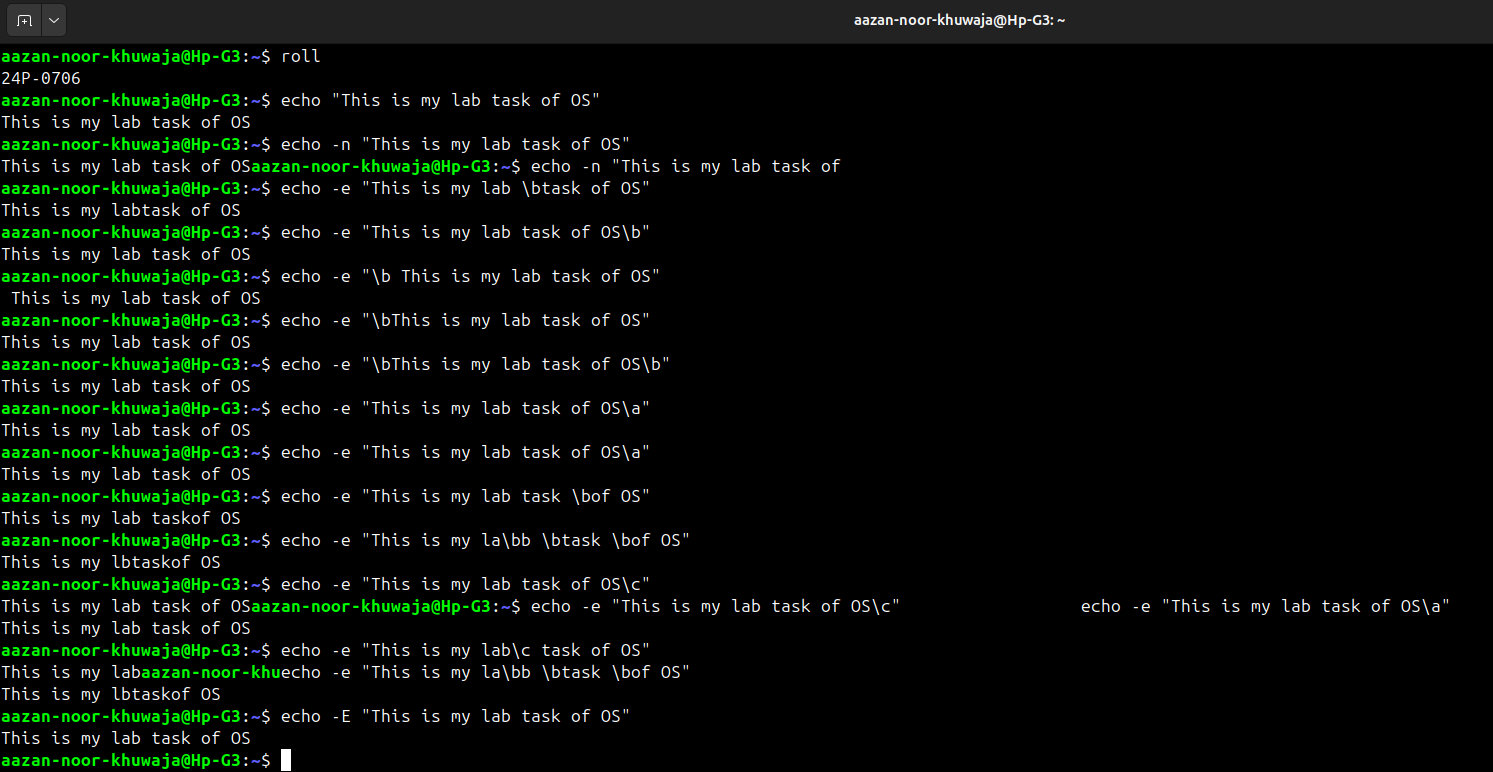 aazan-noor-khuwaja@Hp-G3: ~
aazan-noor-khuwaja@Hp-G3:~$ roll
24P-0706
aazan-noor-khuwaja@Hp-G3:~$ echo "This is my lab task of OS"
This is my lab task of OS
aazan-noor-khuwaja@Hp-G3:~$ echo -n "This is my lab task of OS"
This is my lab task of OSaazan-noor-khuwaja@Hp-G3:~$ echo -n "This is my lab task of
aazan-noor-khuwaja@Hp-G3:~$ echo -e "This is my lab \btask of OS"
This is my labtask of OS
aazan-noor-khuwaja@Hp-G3:~$ echo -e "This is my lab task of OS\b"
This is my lab task of OS
aazan-noor-khuwaja@Hp-G3:~$ echo -e "\b This is my lab task of OS"
 This is my lab task of OS
aazan-noor-khuwaja@Hp-G3:~$ echo -e "\bThis is my lab task of OS"
This is my lab task of OS
aazan-noor-khuwaja@Hp-G3:~$ echo -e "\bThis is my lab task of OS\b"
This is my lab task of OS
aazan-noor-khuwaja@Hp-G3:~$ echo -e "This is my lab task of OS\a"
This is my lab task of OS
aazan-noor-khuwaja@Hp-G3:~$ echo -e "This is my lab task of OS\a"
This is my lab task of OS
aazan-noor-khuwaja@Hp-G3:~$ echo -e "This is my lab task \bof OS"
This is my lab taskof OS
aazan-noor-khuwaja@Hp-G3:~$ echo -e "This is my la\bb \btask \bof OS"
This is my lbtaskof OS
aazan-noor-khuwaja@Hp-G3:~$ echo -e "This is my lab task of OS\c"
This is my lab task of OSaazan-noor-khuwaja@Hp-G3:~$ echo -e "This is my lab task of OS\c"                  echo -e "This is my lab task of OS\a"
This is my lab task of OS
aazan-noor-khuwaja@Hp-G3:~$ echo -e "This is my lab\c task of OS"
This is my labaazan-noor-khuecho -e "This is my la\bb \btask \bof OS"
This is my lbtaskof OS
aazan-noor-khuwaja@Hp-G3:~$ echo -E "This is my lab task of OS"
This is my lab task of OS
aazan-noor-khuwaja@Hp-G3:~$